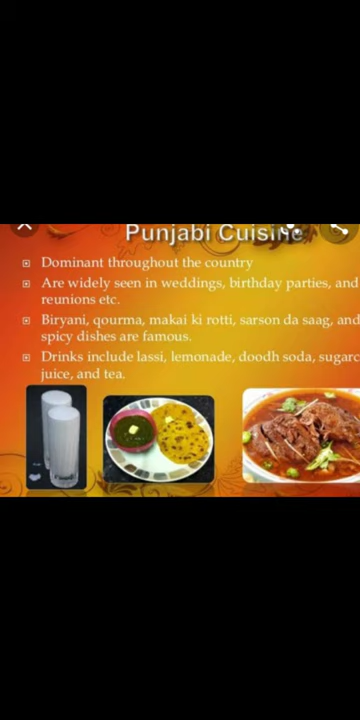 Punjabi Cuisine
Dominant throughout the country
Are widely seen in weddings, birthday parties, and
reunions etc.
Biryani, qourma, makai ki rotti, sarson da saag, and
spicy dishes are famous.
Drinks include lassi, lemonade, doodh soda, sugarc
juice, and tea.